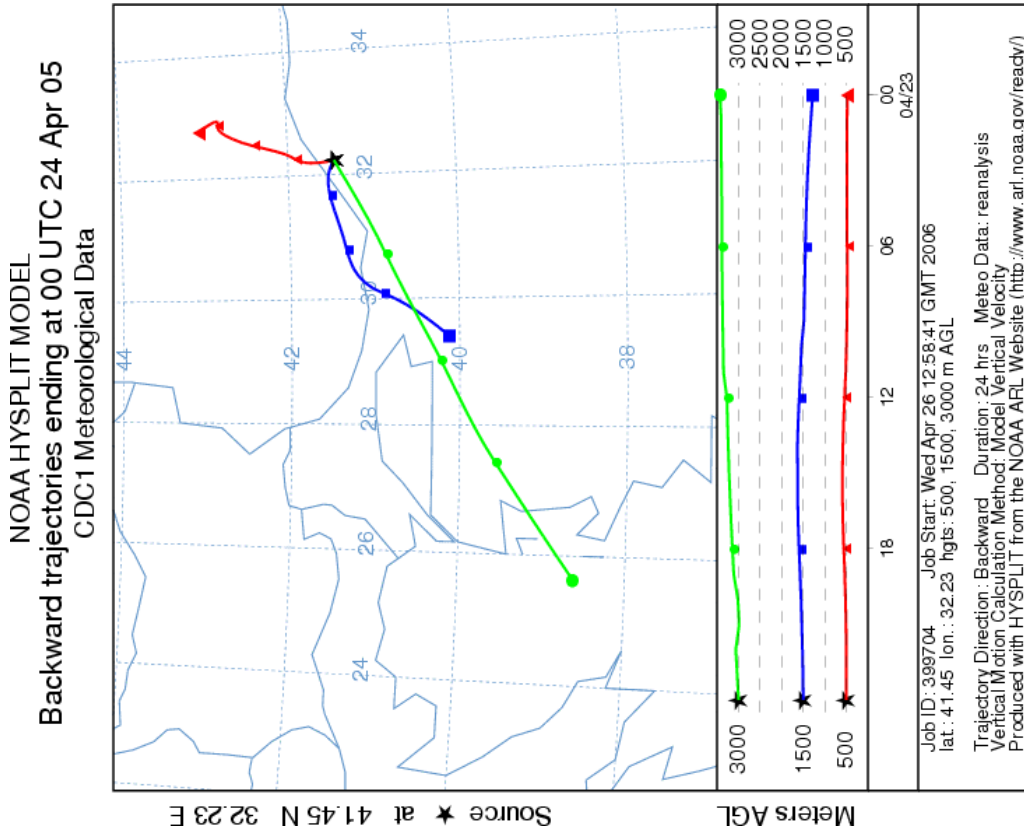 NOAA HYSPLIT MODEL
Backward trajectories ending at 00 UTC 24 Apr 05
CDC1 Meteorological Data
Source ★ at 41.45 N 32.23 E
44
42
40
38
34
32
30
28
26
24
Meters AGL
3000
1500
500
3000
2500
2000
1500
1000
500
18
12
06
00
04/23
Job ID: 399704 Job Start: Wed Apr 26 12:58:41 GMT 2006
lat.: 41.45 lon.: 32.23 hgts: 500, 1500, 3000 m AGL
Trajectory Direction: Backward Duration: 24 hrs Meteo Data: reanalysis
Vertical Motion Calculation Method: Model Vertical Velocity
Produced with HYSPLIT from the NOAA ARL Website (http://www.arl.noaa.gov/ready/)